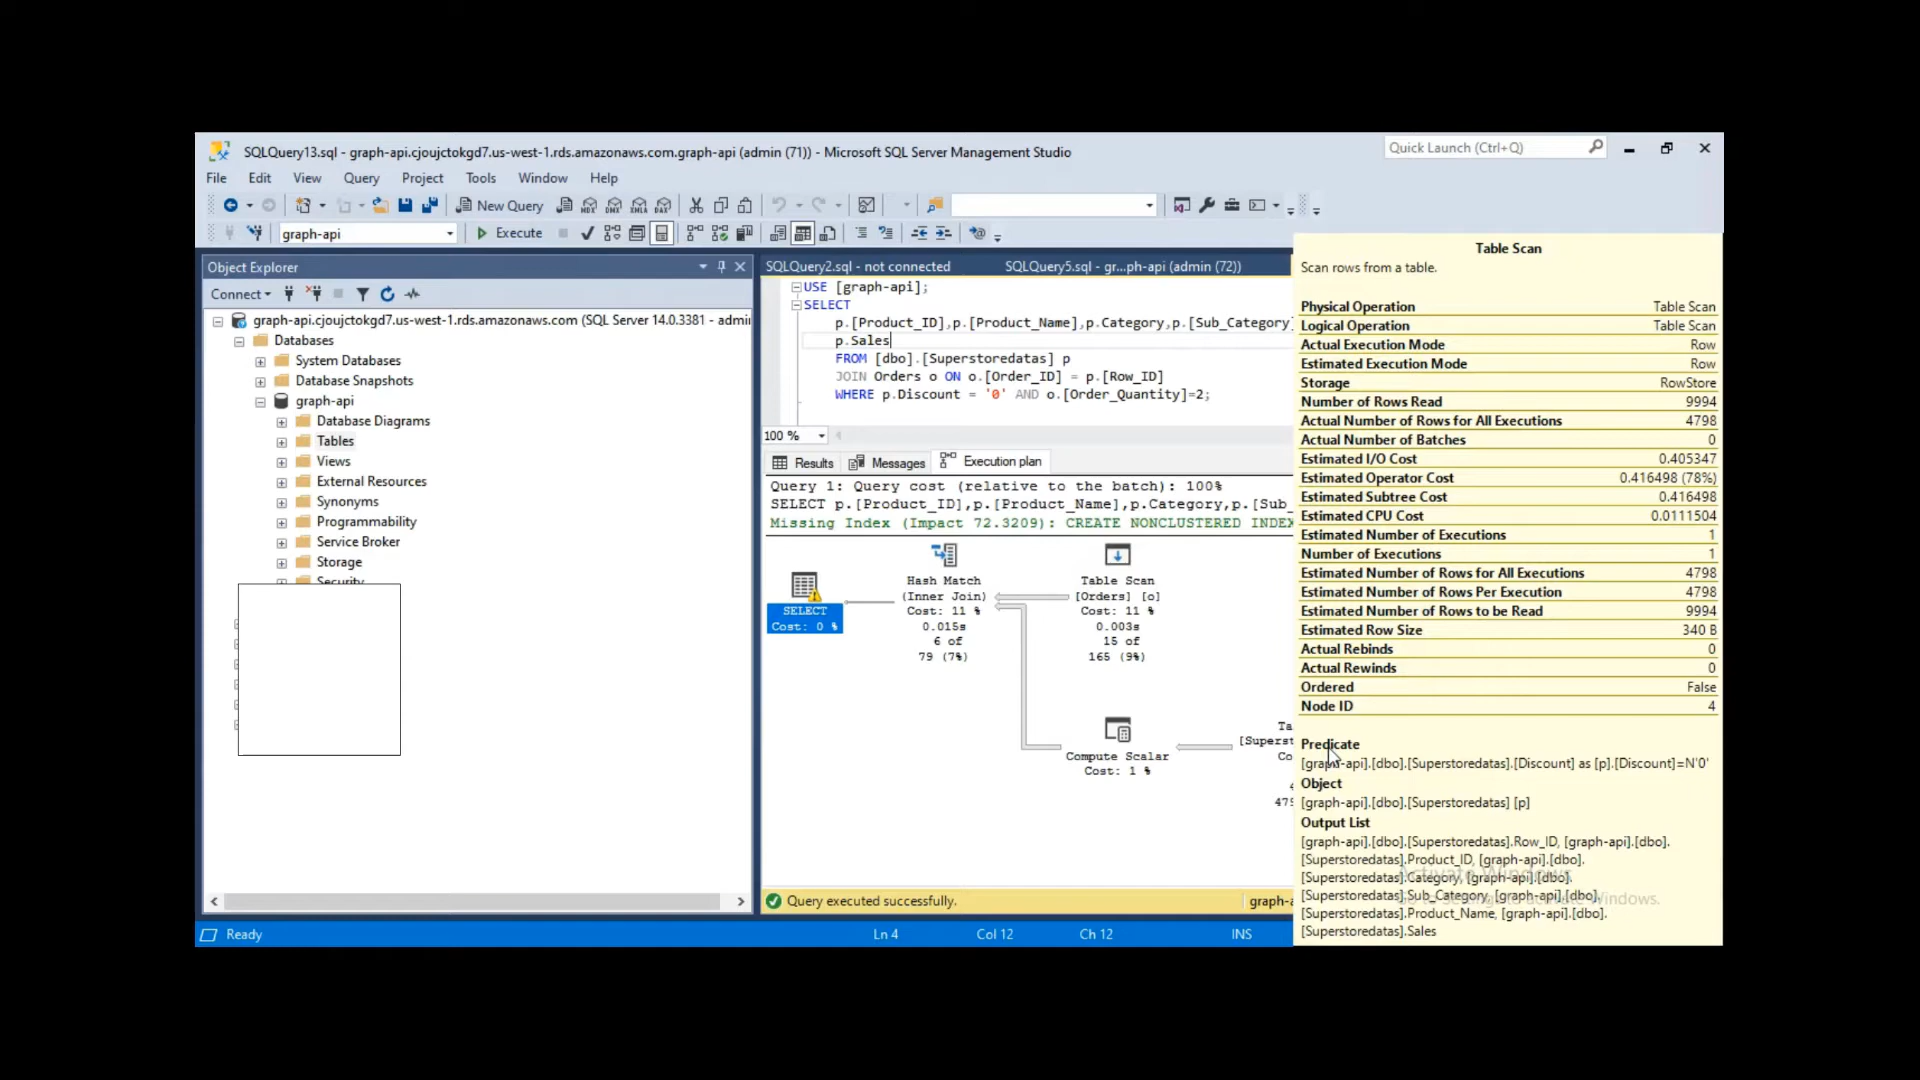 SQLQuery13.sql - graph-api.cjoujctokgd7.us-west-1.rds.amazonaws.com.graph-api (admin (71)) - Microsoft SQL Server Management Studio
Quick Launch (Ctrl+Q)
File Edit View Query Project Tools Window Help
New Query
graph-api
Execute
Object Explorer
Connect
graph-api.cjoujctokgd7.us-west-1.rds.amazonaws.com (SQL Server 14.0.3381 - admi
Databases
System Databases
Database Snapshots
graph-api
Database Diagrams
Tables
Views
External Resources
Synonyms
Programmability
Service Broker
Storage
Security
SQLQuery2.sql - not connected
SQLQuery5.sql - gr...ph-api (admin (72))
USE [graph-api];
SELECT
p.[Product_ID],p.[Product_Name],p.Category,p.[Sub_Category]
p.Sales
FROM [dbo].[Superstoredatas] p
JOIN Orders o ON o.[Order_ID] = p.[Row_ID]
WHERE p.Discount = '0' AND o.[Order_Quantity]=2;
100 %
Results Messages Execution plan
Query 1: Query cost (relative to the batch): 100%
SELECT p.[Product_ID],p.[Product_Name],p.Category,p.[Sub_
Missing Index (Impact 72.3209): CREATE NONCLUSTERED INDEX
SELECT
Cost: 0 %
Hash Match
(Inner Join)
Cost: 11 %
0.015s
6 of
79 (7%)
Table Scan
[Orders] [o]
Cost: 11 %
0.003s
15 of
165 (9%)
Compute Scalar
Cost: 1 %
Ta
[Superst
Co
479
Query executed successfully.
graph-a
Ready
Ln 4
Col 12
Ch 12
INS
Table Scan
Scan rows from a table.
Physical Operation Table Scan
Logical Operation Table Scan
Actual Execution Mode Row
Estimated Execution Mode Row
Storage RowStore
Number of Rows Read 9994
Actual Number of Rows for All Executions 4798
Actual Number of Batches 0
Estimated I/O Cost 0.405347
Estimated Operator Cost 0.416498 (78%)
Estimated Subtree Cost 0.416498
Estimated CPU Cost 0.0111504
Estimated Number of Executions 1
Number of Executions 1
Estimated Number of Rows for All Executions 4798
Estimated Number of Rows Per Execution 4798
Estimated Number of Rows to be Read 9994
Estimated Row Size 340 B
Actual Rebinds 0
Actual Rewinds 0
Ordered False
Node ID 4
Predicate
[graph-api].[dbo].[Superstoredatas].[Discount] as [p].[Discount]=N'0'
Object
[graph-api].[dbo].[Superstoredatas] [p]
Output List
[graph-api].[dbo].[Superstoredatas].Row_ID, [graph-api].[dbo].
[Superstoredatas].Product_ID, [graph-api].[dbo].
[Superstoredatas].Category, [graph-api].[dbo].
[Superstoredatas].Sub_Category, [graph-api].[dbo].
[Superstoredatas].Product_Name, [graph-api].[dbo].
[Superstoredatas].Sales
Activate Windows
Go to Settings to activate Windows.